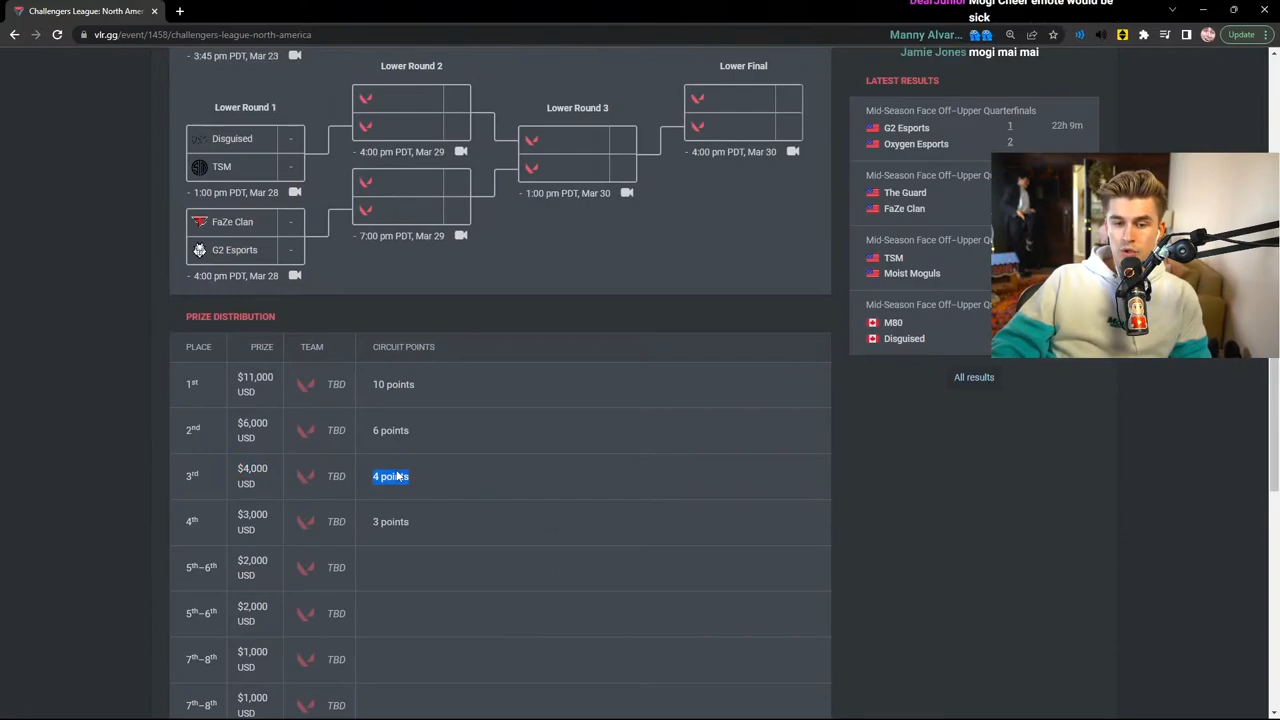 Challengers League: North Ame
DearJunior Mogi Cheer emote would be
sick
vlr.gg/event/1458/challengers-league-north-america
Update
Manny Alvar...
Jamie Jones mogi mai mai
- 3:45 pm PDT, Mar 23
Lower Round 1
Disguised -
TSM -
- 1:00 pm PDT, Mar 28
FaZe Clan -
G2 Esports -
- 4:00 pm PDT, Mar 28
Lower Round 2
- 4:00 pm PDT, Mar 29
- 7:00 pm PDT, Mar 29
Lower Round 3
- 1:00 pm PDT, Mar 30
Lower Final
- 4:00 pm PDT, Mar 30
LATEST RESULTS
Mid-Season Face Off–Upper Quarterfinals
G2 Esports 1 22h 9m
Oxygen Esports 2
Mid-Season Face Off–Upper Qu
The Guard
FaZe Clan
Mid-Season Face Off–Upper Qu
TSM
Moist Moguls
Mid-Season Face Off–Upper Qu
M80
Disguised
All results
PRIZE DISTRIBUTION
PLACE PRIZE TEAM CIRCUIT POINTS
1st $11,000 USD TBD 10 points
2nd $6,000 USD TBD 6 points
3rd $4,000 USD TBD 4 points
4th $3,000 USD TBD 3 points
5th–6th $2,000 USD TBD
5th–6th $2,000 USD TBD
7th–8th $1,000 USD TBD
7th–8th $1,000 USD TBD